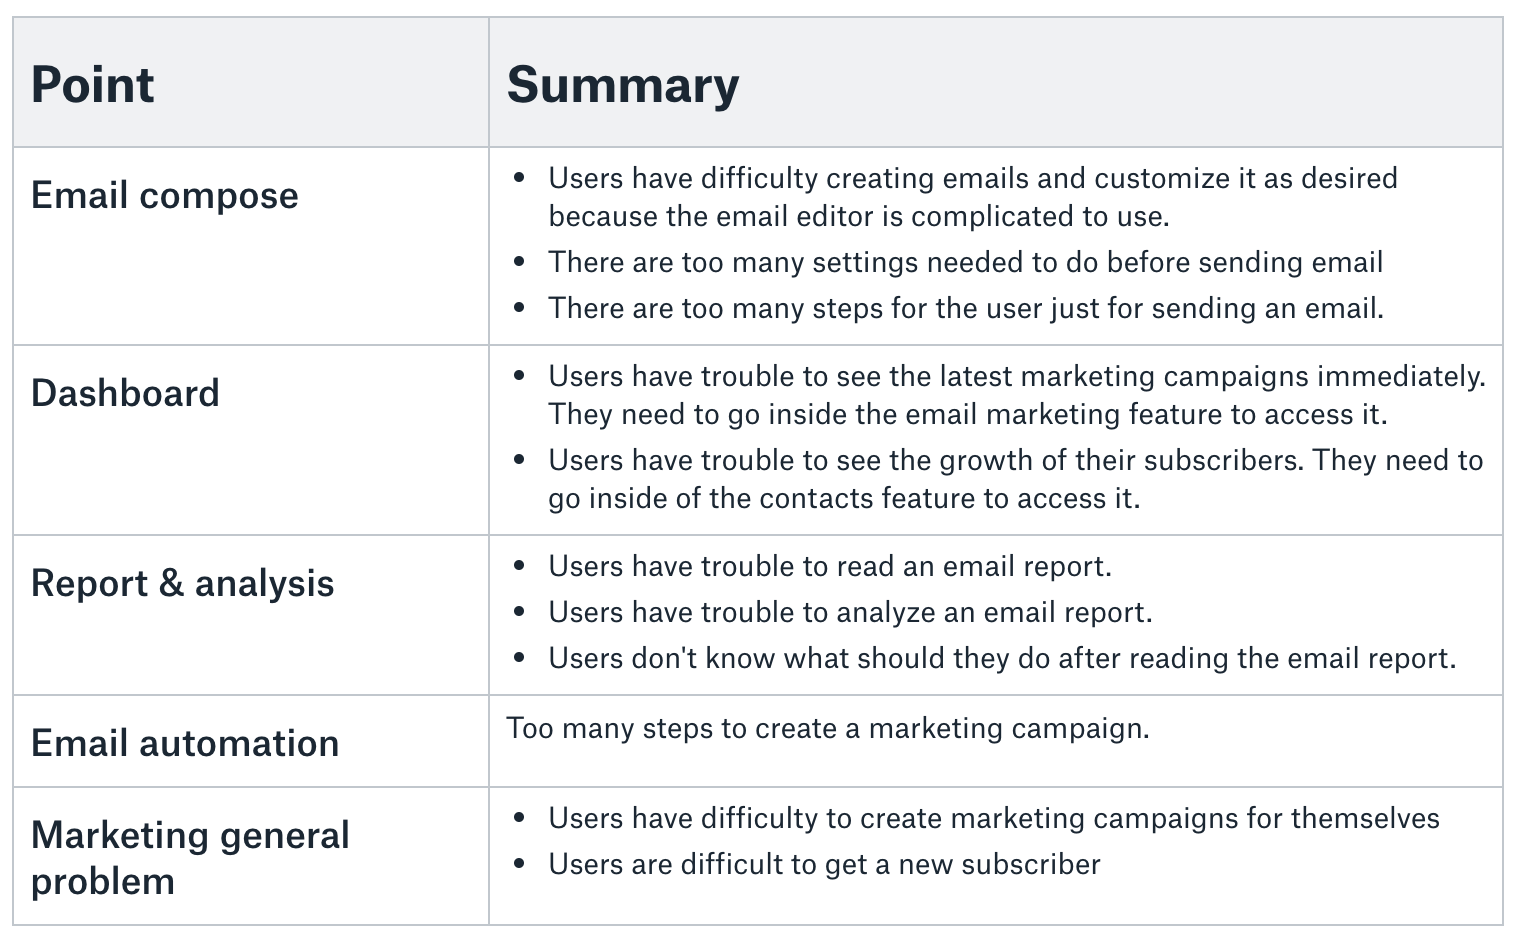 Point
Summary
Email compose
• Users have difficulty creating emails and customize it as desired
because the email editor is complicated to use.
• There are too many settings needed to do before sending email
• There are too many steps for the user just for sending an email.
Dashboard
• Users have trouble to see the latest marketing campaigns immediately.
They need to go inside the email marketing feature to access it.
• Users have trouble to see the growth of their subscribers. They need to
go inside of the contacts feature to access it.
Report & analysis
• Users have trouble to read an email report.
• Users have trouble to analyze an email report.
• Users don't know what should they do after reading the email report.
Email automation
Too many steps to create a marketing campaign.
Marketing general
problem
• Users have difficulty to create marketing campaigns for themselves
• Users are difficult to get a new subscriber